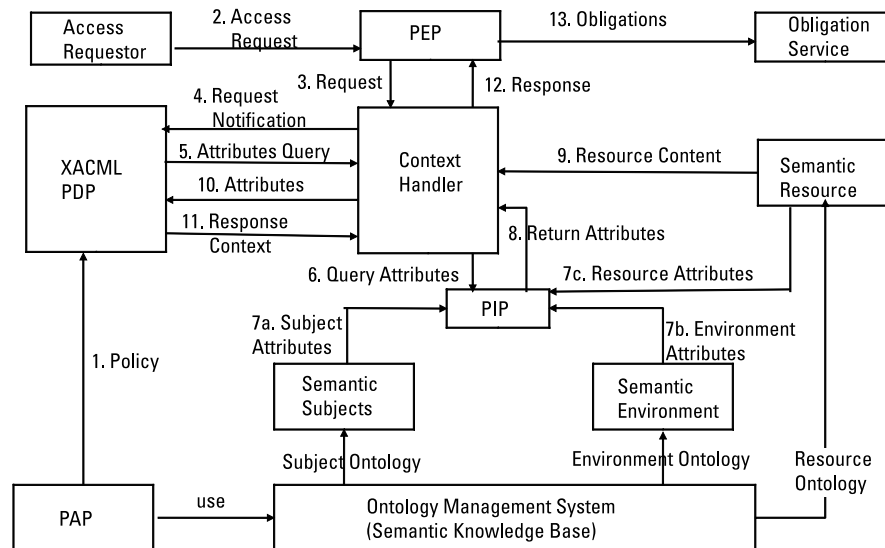 Access
Requestor
2. Access
Request
PEP
13. Obligations
Obligation
Service
3. Request
12. Response
4. Request
Notification
5. Attributes Query
10. Attributes
11. Response
Context
XACML
PDP
Context
Handler
9. Resource Content
Semantic
Resource
8. Return Attributes
6. Query Attributes
7c. Resource Attributes
PIP
7a. Subject
Attributes
7b. Environment
Attributes
1. Policy
Semantic
Subjects
Semantic
Environment
Subject Ontology
Environment Ontology
Resource
Ontology
PAP
use
Ontology Management System
(Semantic Knowledge Base)